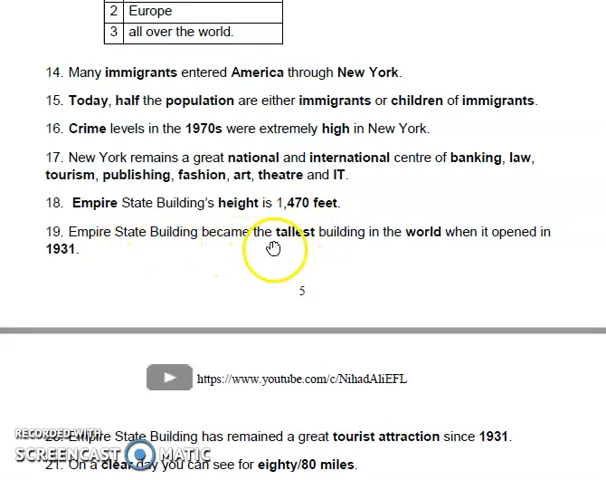 2 Europe
3 all over the world.
14. Many immigrants entered America through New York.
15. Today, half the population are either immigrants or children of immigrants.
16. Crime levels in the 1970s were extremely high in New York.
17. New York remains a great national and international centre of banking, law,
tourism, publishing, fashion, art, theatre and IT.
18. Empire State Building's height is 1,470 feet.
19. Empire State Building became the tallest building in the world when it opened in
1931.
5
https://www.youtube.com/c/NihadAliEFL
20. Empire State Building has remained a great tourist attraction since 1931.
RECORDED WITH
SCREENCAST MATIC
21. On a clear day you can see for eighty/80 miles.